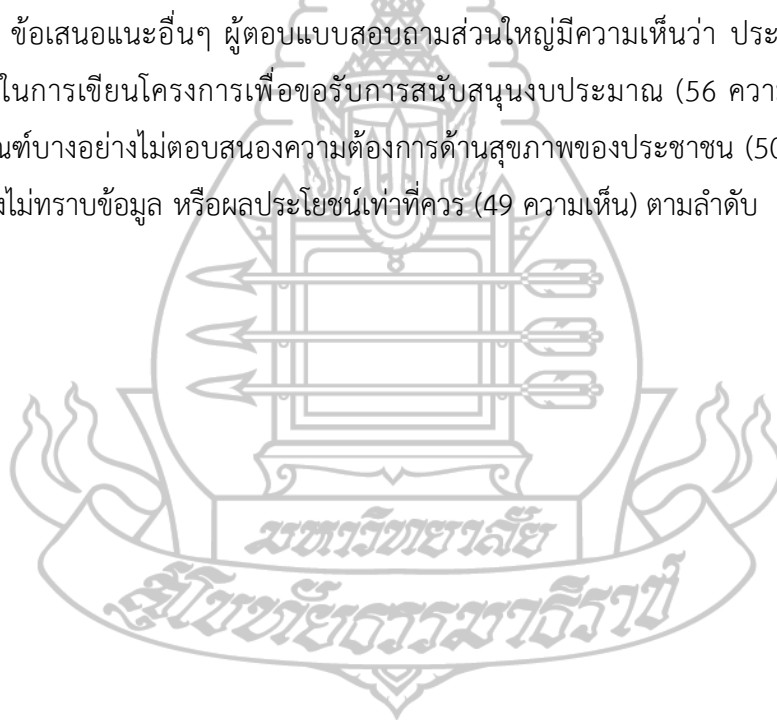 ข้อเสนอแนะอื่นๆ ผู้ตอบแบบสอบถามส่วนใหญ่มีความเห็นว่า ประ
ในการเขียนโครงการเพื่อขอรับการสนับสนุนงบประมาณ (56 ความ
ณฑ์บางอย่างไม่ตอบสนองความต้องการด้านสุขภาพของประชาชน (50
งไม่ทราบข้อมูล หรือผลประโยชน์เท่าที่ควร (49 ความเห็น) ตามลำดับ
มหาวิทยาลัย
สุโขทัยธรรมาธิราช